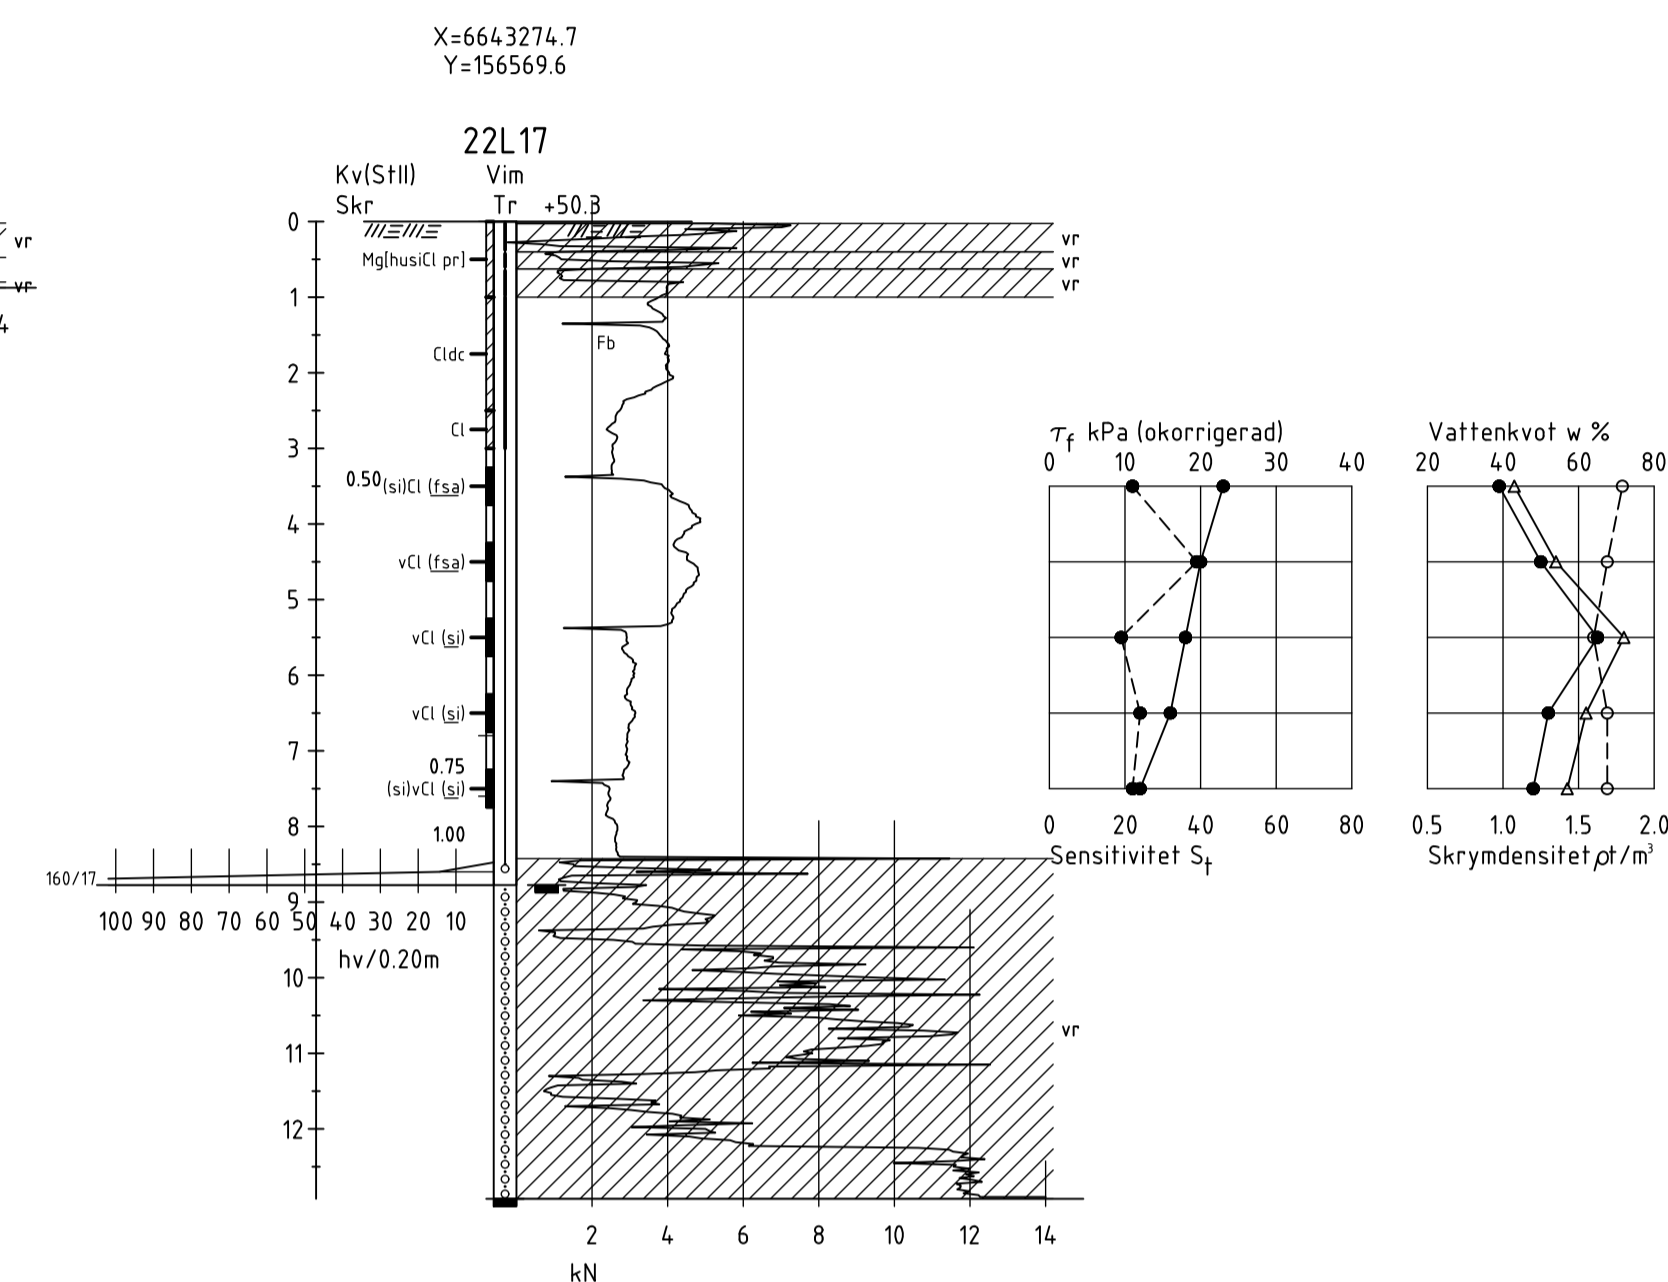 X=6643274.7
Y=156569.6
22L17
Kv(StII) Vim
Skr Tr +50.3
0
vr vr
Mg[husiCl pr] vr
vr vr
1
4
Fb
Cldc
2
Cl
τf kPa (okorrigerad) Vattenkvot w %
3
0 10 20 30 40 20 40 60 80
0.50 (si)Cl (fsa)
4
vCl (fsa)
5
vCl (si)
6
vCl (si)
7
0.75
(si)vCl (si)
8 1.00
0 20 40 60 80 0.5 1.0 1.5 2.0
Sensitivitet St Skrymdensitet ρt/m³
160/17
9
100 90 80 70 60 50 40 30 20 10
hv/0.20m
10
vr
11
12
2 4 6 8 10 12 14
kN